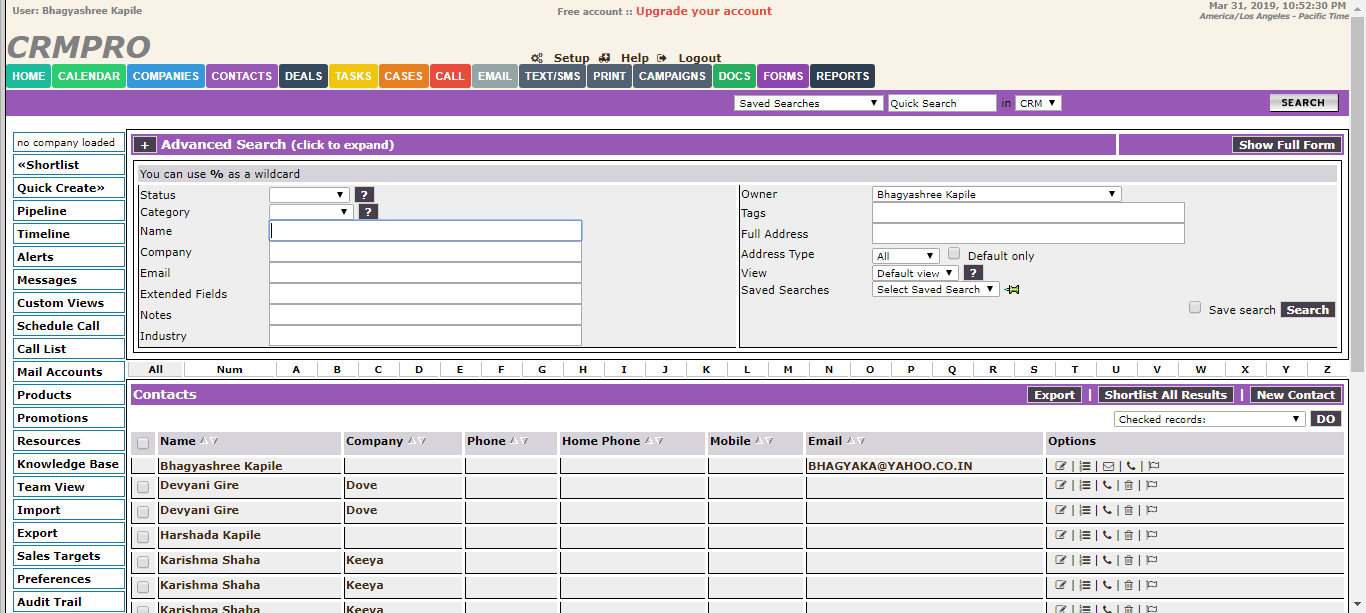 User: Bhagyashree Kapile
Free account :: Upgrade your account
Mar 31, 2019, 10:52:30 PM
America/Los Angeles - Pacific Time
CRMPRO
Setup Help Logout
HOME CALENDAR COMPANIES CONTACTS DEALS TASKS CASES CALL EMAIL TEXT/SMS PRINT CAMPAIGNS DOCS FORMS REPORTS
Saved Searches Quick Search in CRM SEARCH
no company loaded
«Shortlist
Quick Create»
Pipeline
Timeline
Alerts
Messages
Custom Views
Schedule Call
Call List
Mail Accounts
Products
Promotions
Resources
Knowledge Base
Team View
Import
Export
Sales Targets
Preferences
Audit Trail
+ Advanced Search (click to expand) Show Full Form
You can use % as a wildcard
Status ?
Category ?
Name
Company
Email
Extended Fields
Notes
Industry
Owner Bhagyashree Kapile
Tags
Full Address
Address Type All Default only
View Default view ?
Saved Searches Select Saved Search
Save search Search
All Num A B C D E F G H I J K L M N O P Q R S T U V W X Y Z
Contacts Export | Shortlist All Results | New Contact
Checked records: DO
Name Company Phone Home Phone Mobile Email Options
Bhagyashree Kapile BHAGYAKA@YAHOO.CO.IN | | | |
Devyani Gire Dove | | | |
Devyani Gire Dove | | | |
Harshada Kapile | | | |
Karishma Shaha Keeya | | | |
Karishma Shaha Keeya | | | |
Karishma Shaha Keeya | | | |